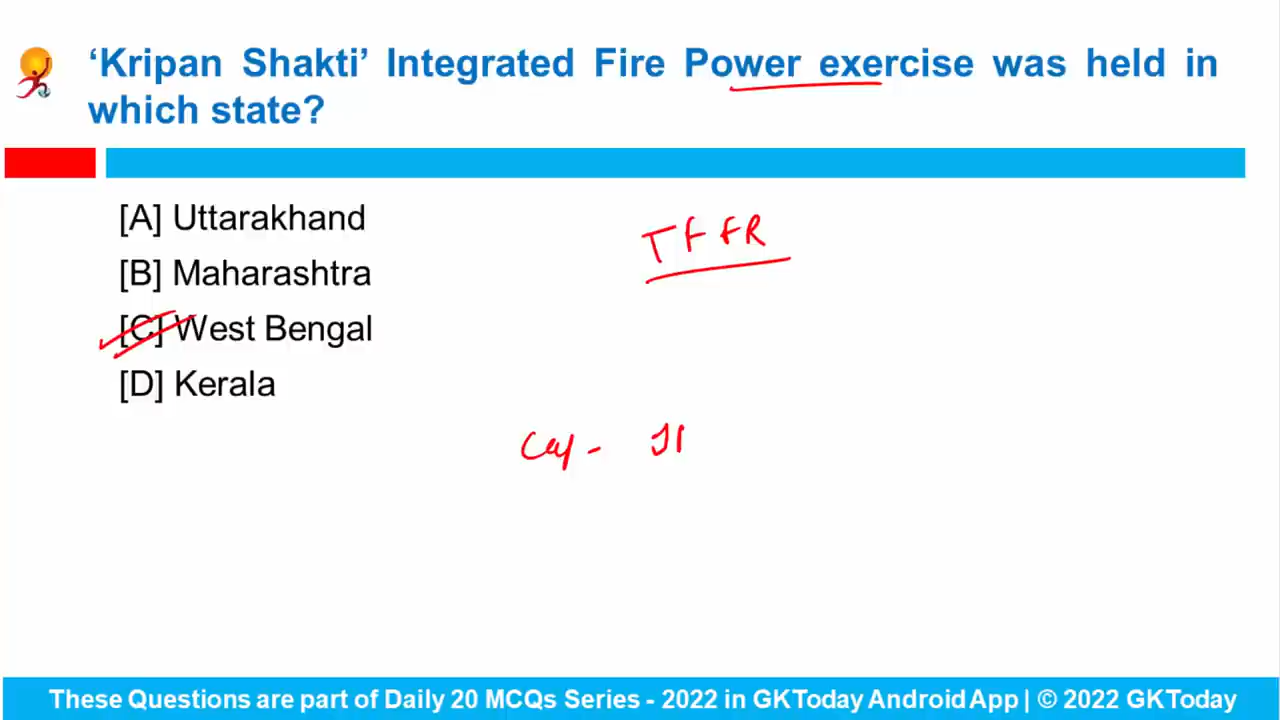 ‘Kripan Shakti’ Integrated Fire Power exercise was held in
which state?
[A] Uttarakhand
[B] Maharashtra
[C] West Bengal
[D] Kerala
TFFR
These Questions are part of Daily 20 MCQs Series - 2022 in GKToday Android App | © 2022 GKToday